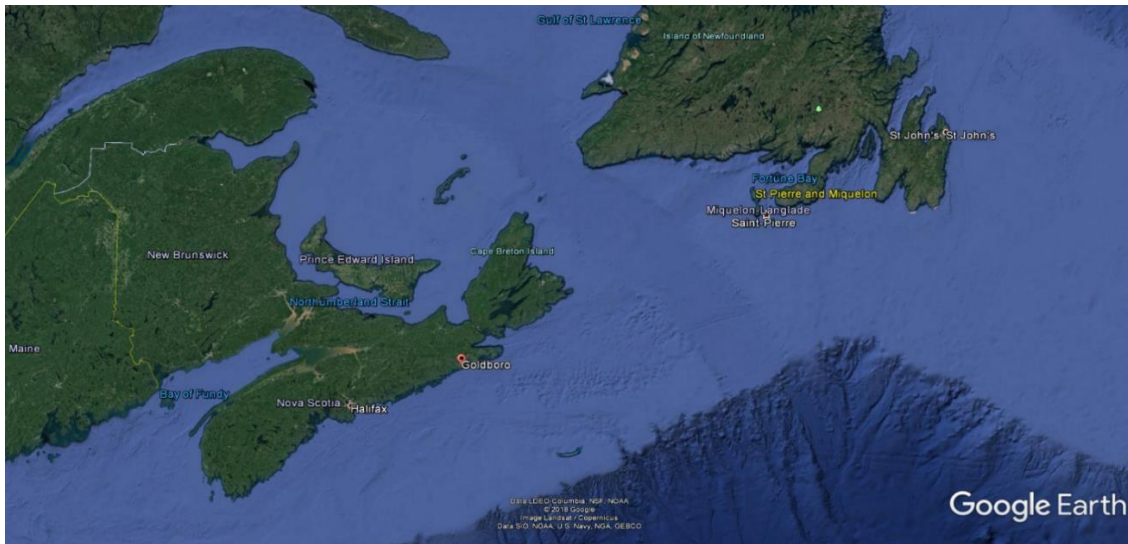 Gulf of St Lawrence
Island of Newfoundland
St John's St John's
Fortune Bay
St Pierre and Miquelon
Miquelon-Langlade
Saint-Pierre
New Brunswick
Prince Edward Island
Cape Breton Island
Northumberland Strait
Maine
Goldboro
Bay of Fundy
Nova Scotia
Halifax
Data LDEO-Columbia, NSF, NOAA
© 2018 Google
Image Landsat / Copernicus
Data SIO, NOAA, U.S. Navy, NGA, GEBCO
Google Earth